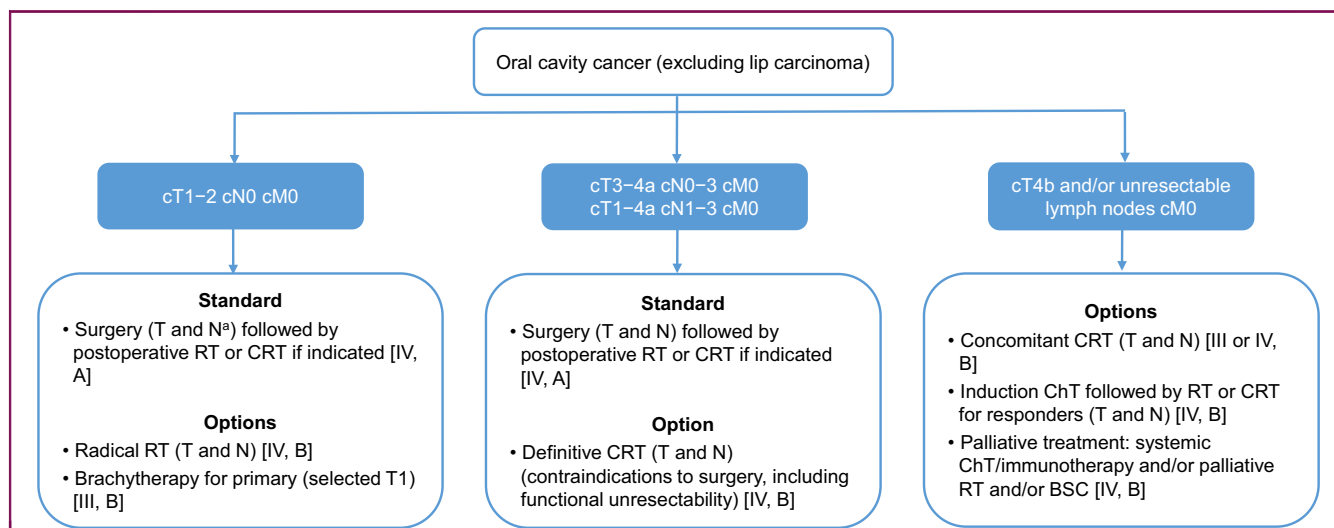 Oral cavity cancer (excluding lip carcinoma)
cT1−2 cN0 cM0
cT3−4a cN0−3 cM0
cT1−4a cN1−3 cM0
cT4b and/or unresectable
lymph nodes cM0
Standard
• Surgery (T and Nᵃ) followed by
postoperative RT or CRT if indicated [IV,
A]
Options
• Radical RT (T and N) [IV, B]
• Brachytherapy for primary (selected T1)
[III, B]
Standard
• Surgery (T and N) followed by
postoperative RT or CRT if indicated
[IV, A]
Option
• Definitive CRT (T and N)
(contraindications to surgery, including
functional unresectability) [IV, B]
Options
• Concomitant CRT (T and N) [III or IV,
B]
• Induction ChT followed by RT or CRT
for responders (T and N) [IV, B]
• Palliative treatment: systemic
ChT/immunotherapy and/or palliative
RT and/or BSC [IV, B]